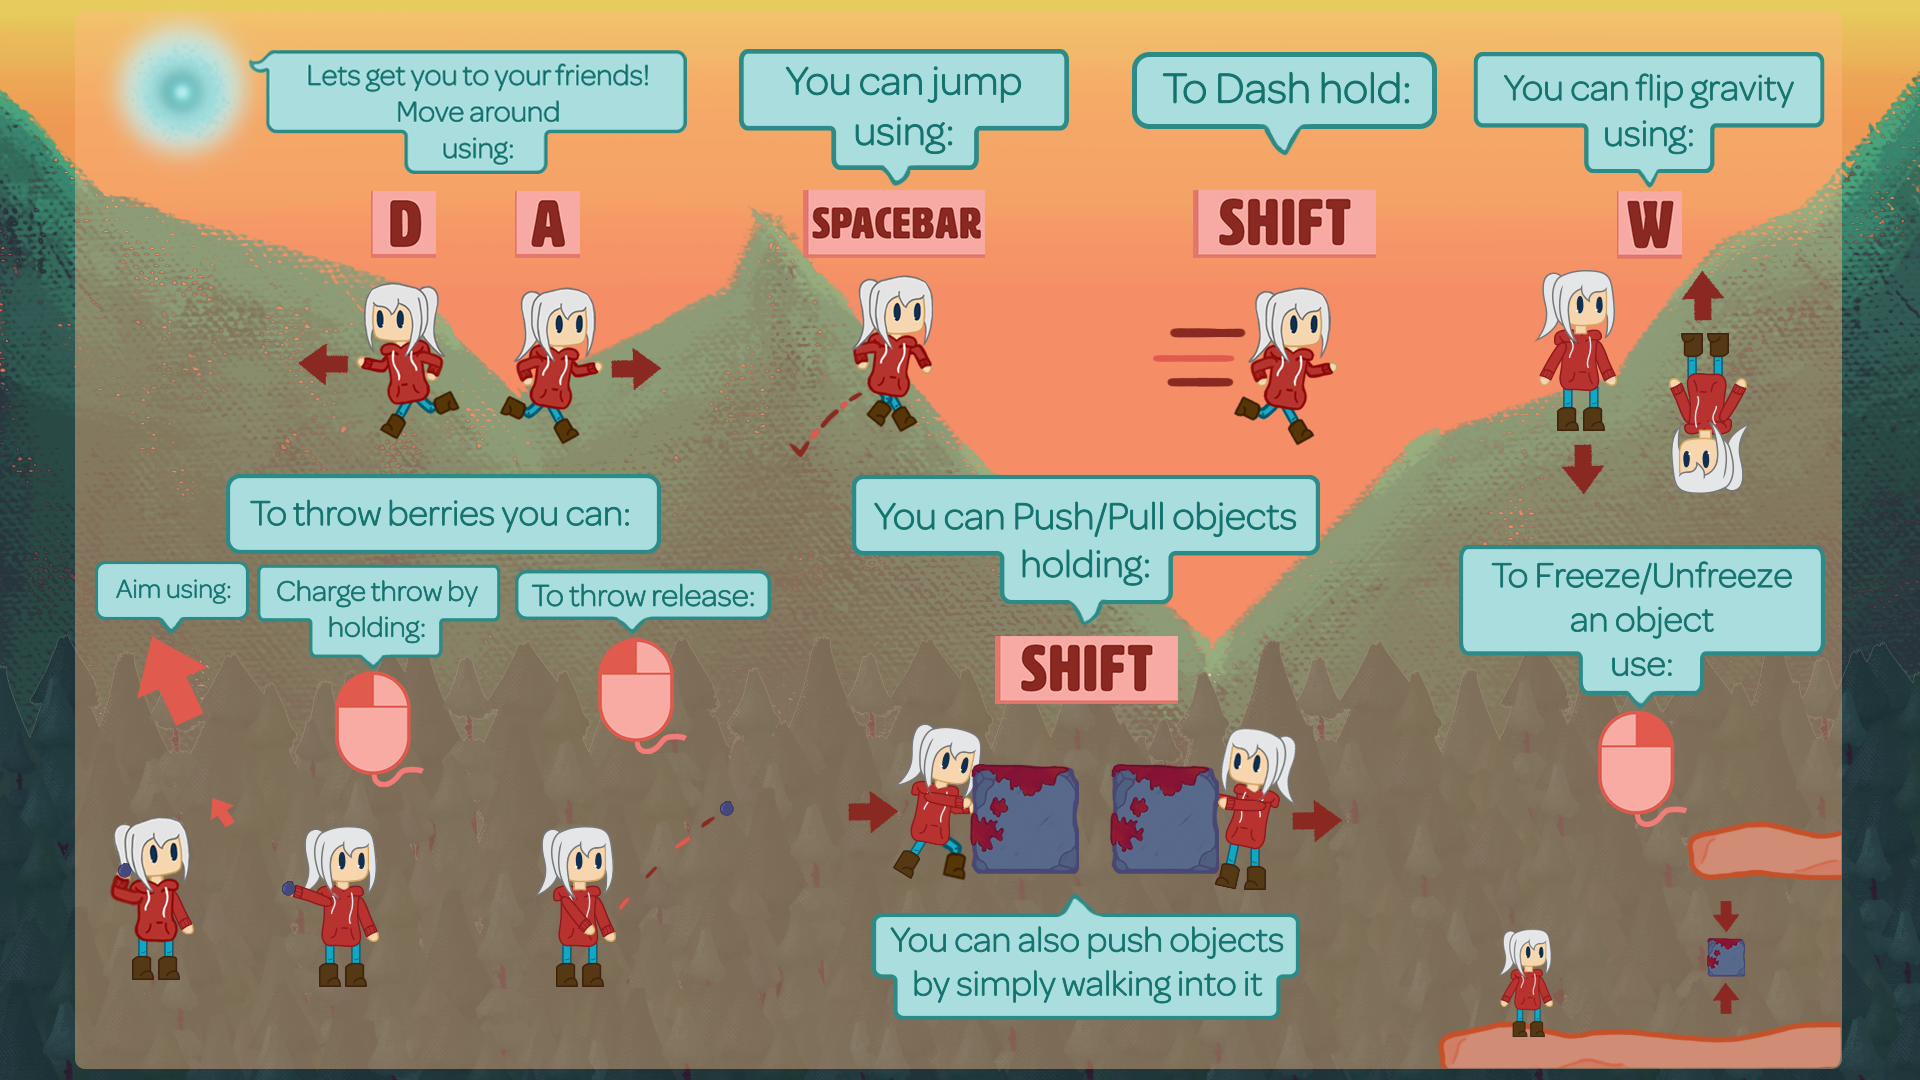 Lets get you to your friends!
Move around
using:
D
A
You can jump
using:
SPACEBAR
To Dash hold:
SHIFT
You can flip gravity
using:
W
To throw berries you can:
Aim using:
Charge throw by
holding:
To throw release:
You can Push/Pull objects
holding:
SHIFT
You can also push objects
by simply walking into it
To Freeze/Unfreeze
an object
use: